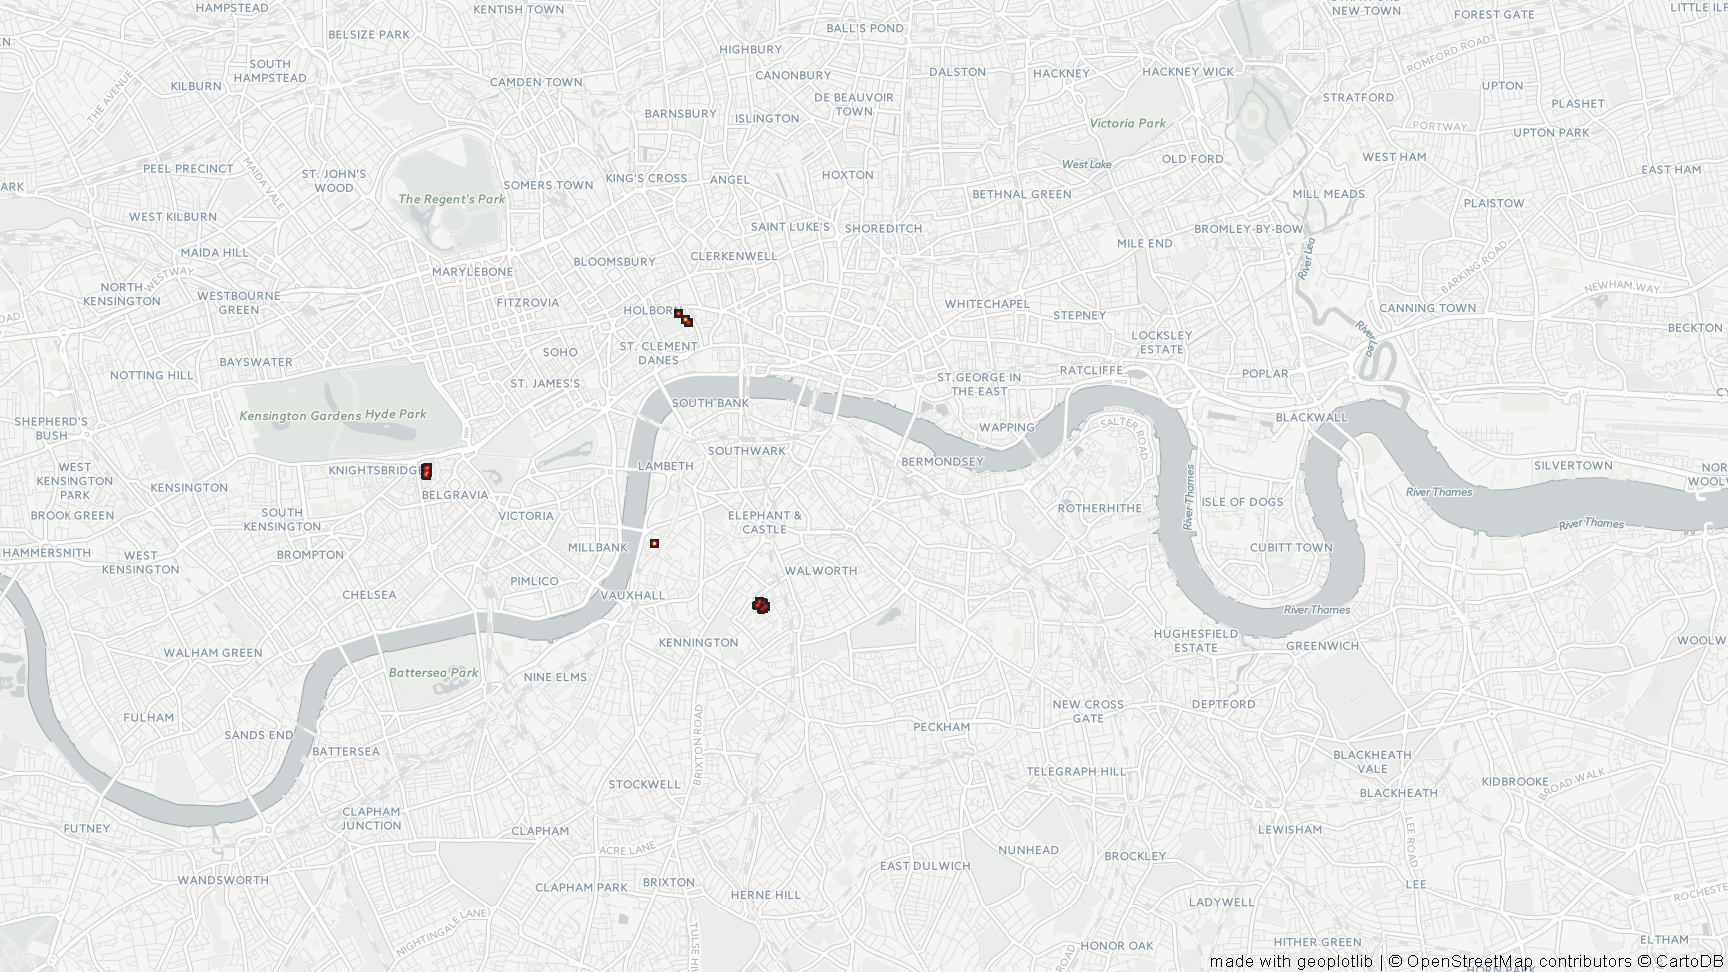 HAMPSTEAD
KENTISH TOWN
NEW TOWN
FOREST GATE
LITTLE ILF
BELSIZE PARK
BALL'S POND
HIGHBURY
SOUTH
HAMPSTEAD
KILBURN
THE AVENUE
CAMDEN TOWN
CANONBURY
DALSTON
HACKNEY
HACKNEY WICK
ROMFORD ROAD
UPTON
STRATFORD
PLASHET
BARNSBURY
ISLINGTON
DE BEAUVOIR
TOWN
Victoria Park
PORTWAY
UPTON PARK
PEEL PRECINCT
MAIDA VALE
ST. JOHN'S
WOOD
The Regent's Park
SOMERS TOWN
KING'S CROSS
ANGEL
HOXTON
West Lake
OLD FORD
WEST HAM
EAST HAM
ARK
BETHNAL GREEN
MILL MEADS
PLAISTOW
WEST KILBURN
SAINT LUKE'S
SHOREDITCH
MILE END
BROMLEY-BY-BOW
River Lea
BARKING ROAD
MAIDA HILL
WESTWAY
MARYLEBONE
BLOOMSBURY
CLERKENWELL
NORTH
KENSINGTON
WESTBOURNE
GREEN
FITZROVIA
HOLBORN
WHITECHAPEL
STEPNEY
CANNING TOWN
NEWHAM WAY
BECKTON
ROAD
LOCKSLEY
ESTATE
River Lea
SOHO
ST. CLEMENT
DANES
BAYSWATER
NOTTING HILL
ST. JAMES'S
ST.GEORGE IN
THE EAST
RATCLIFFE
POPLAR
SHEPHERD'S
BUSH
Kensington Gardens
Hyde Park
SOUTH BANK
WAPPING
SALTER ROAD
BLACKWALL
KNIGHTSBRIDGE
LAMBETH
SOUTHWARK
BERMONDSEY
SILVERTOWN
NOR
WOOLW
WEST
KENSINGTON
PARK
KENSINGTON
BELGRAVIA
River Thames
ISLE OF DOGS
River Thames
BROOK GREEN
SOUTH
KENSINGTON
VICTORIA
ELEPHANT &
CASTLE
ROTHERHITHE
River Thames
HAMMERSMITH
WEST
KENSINGTON
BROMPTON
MILLBANK
CUBITT TOWN
WALWORTH
PIMLICO
CHELSEA
VAUXHALL
River Thames
KENNINGTON
HUGHESFIELD
ESTATE
GREENWICH
WOOLW
WALHAM GREEN
Battersea Park
NINE ELMS
FULHAM
NEW CROSS
GATE
DEPTFORD
SANDS END
BATTERSEA
BRIXTON ROAD
PECKHAM
BLACKHEATH
VALE
STOCKWELL
TELEGRAPH HILL
KIDBROOKE
BROAD WALK
BLACKHEATH
CLAPHAM
JUNCTION
FUTNEY
CLAPHAM
ACRE LANE
NUNHEAD
BROCKLEY
LEWISHAM
LEE ROAD
WANDSWORTH
CLAPHAM PARK
BRIXTON
HERNE HILL
EAST DULWICH
LEE
ROCHESTE
LADYWELL
NIGHTINGALE LANE
TULSE HI
HONOR OAK
ROAD
HITHER GREEN
ELTHAM
made with geoplotlib | © OpenStreetMap contributors © CartoDB